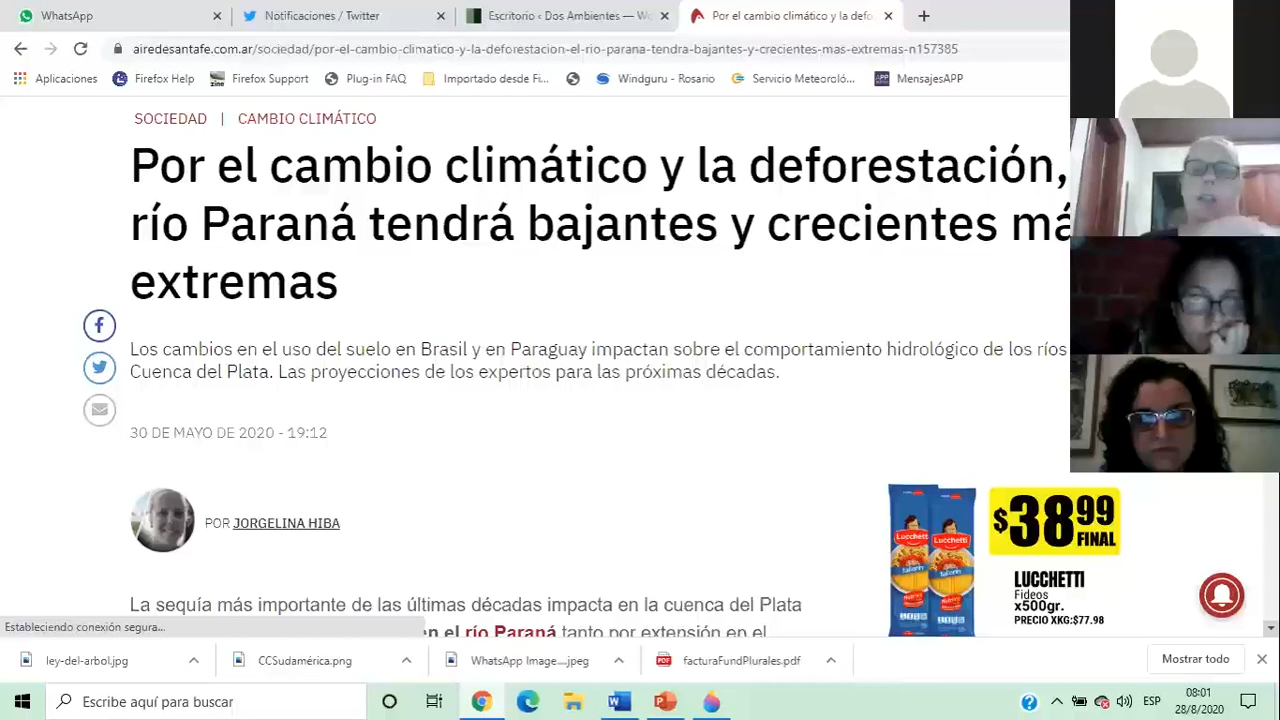 WhatsApp
Notificaciones / Twitter
Escritorio ‹ Dos Ambientes — Wo
Por el cambio climático y la defo
airedesantafe.com.ar/sociedad/por-el-cambio-climatico-y-la-deforestacion-el-rio-parana-tendra-bajantes-y-crecientes-mas-extremas-n157385
Aplicaciones
Firefox Help
Firefox Support
Plug-in FAQ
Importado desde Fi...
Windguru - Rosario
Servicio Meteoroló...
MensajesAPP
SOCIEDAD | CAMBIO CLIMÁTICO
Por el cambio climático y la deforestación,
río Paraná tendrá bajantes y crecientes má
extremas
Los cambios en el uso del suelo en Brasil y en Paraguay impactan sobre el comportamiento hidrológico de los ríos
Cuenca del Plata. Las proyecciones de los expertos para las próximas décadas.
30 DE MAYO DE 2020 - 19:12
POR JORGELINA HIBA
Lucchetti
Lucchetti
$3899
FINAL
LUCCHETTI
Fideos
x500gr.
PRECIO XKG:$77.98
La sequía más importante de las últimas décadas impacta en la cuenca del Plata
en el río Paraná tanto por extensión en el
Estableciendo conexión segura...
ley-del-arbol.jpg
CCSudamérica.png
WhatsApp Image....jpeg
PDF
facturaFundPlurales.pdf
Mostrar todo
Escribe aquí para buscar
ESP
08:01
28/8/2020